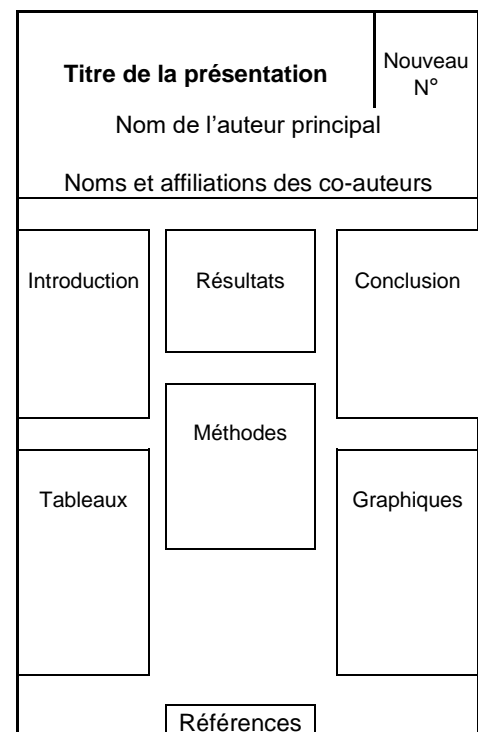 Titre de la présentation
Nouveau
N°
Nom de l’auteur principal
Noms et affiliations des co-auteurs
Introduction
Résultats
Conclusion
Méthodes
Tableaux
Graphiques
Références